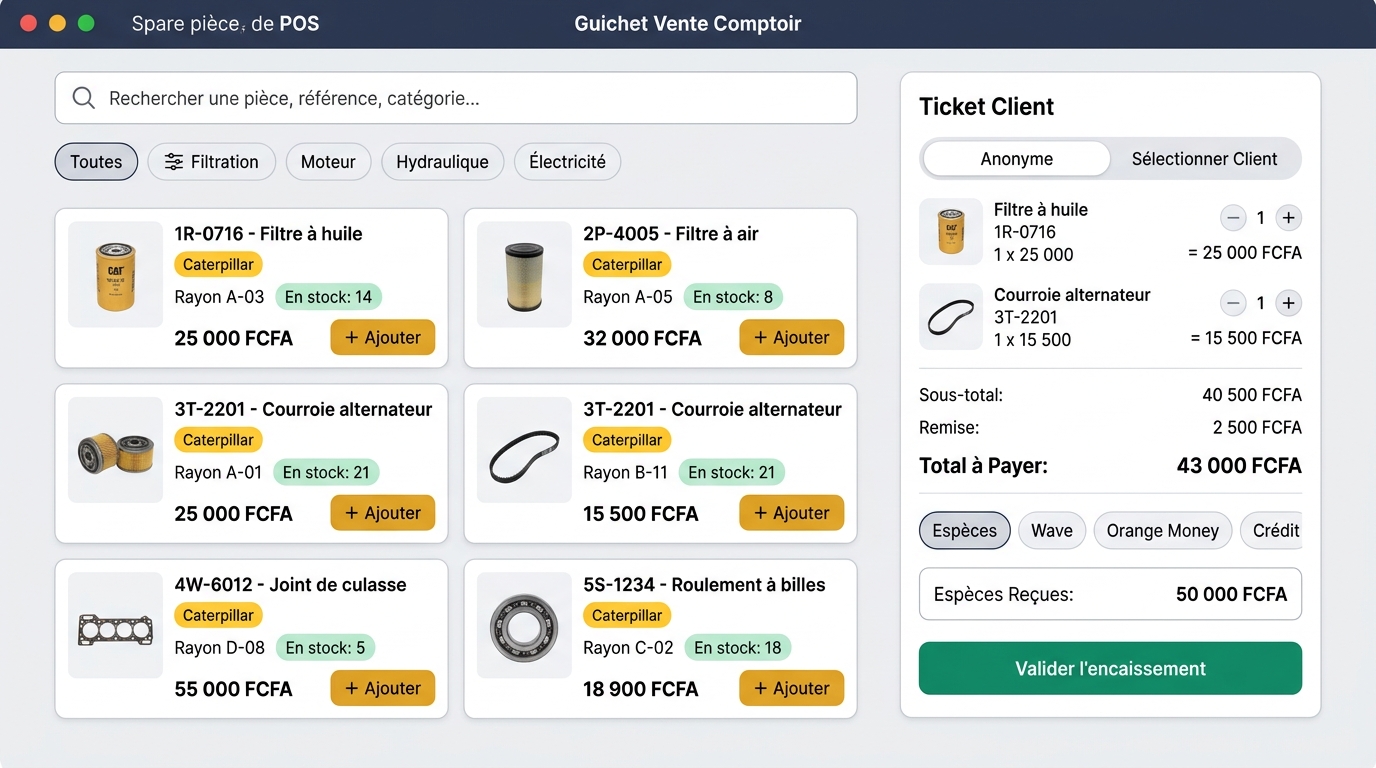 Spare pièce, de POS
Guichet Vente Comptoir
Rechercher une pièce, référence, catégorie...
Toutes
Filtration
Moteur
Hydraulique
Électricité
1R-0716 - Filtre à huile
Caterpillar
Rayon A-03
En stock: 14
25 000 FCFA
+ Ajouter
CAT
2P-4005 - Filtre à air
Caterpillar
Rayon A-05
En stock: 8
32 000 FCFA
+ Ajouter
3T-2201 - Courroie alternateur
Caterpillar
Rayon A-01
En stock: 21
25 000 FCFA
+ Ajouter
3T-2201 - Courroie alternateur
Caterpillar
Rayon B-11
En stock: 21
15 500 FCFA
+ Ajouter
4W-6012 - Joint de culasse
Caterpillar
Rayon D-08
En stock: 5
55 000 FCFA
+ Ajouter
5S-1234 - Roulement à billes
Caterpillar
Rayon C-02
En stock: 18
18 900 FCFA
+ Ajouter
Ticket Client
Anonyme
Sélectionner Client
Filtre à huile
1R-0716
1 x 25 000
− 1 +
= 25 000 FCFA
Courroie alternateur
3T-2201
1 x 15 500
− 1 +
= 15 500 FCFA
Sous-total: 40 500 FCFA
Remise: 2 500 FCFA
Total à Payer: 43 000 FCFA
Espèces
Wave
Orange Money
Crédit
Espèces Reçues: 50 000 FCFA
Valider l'encaissement